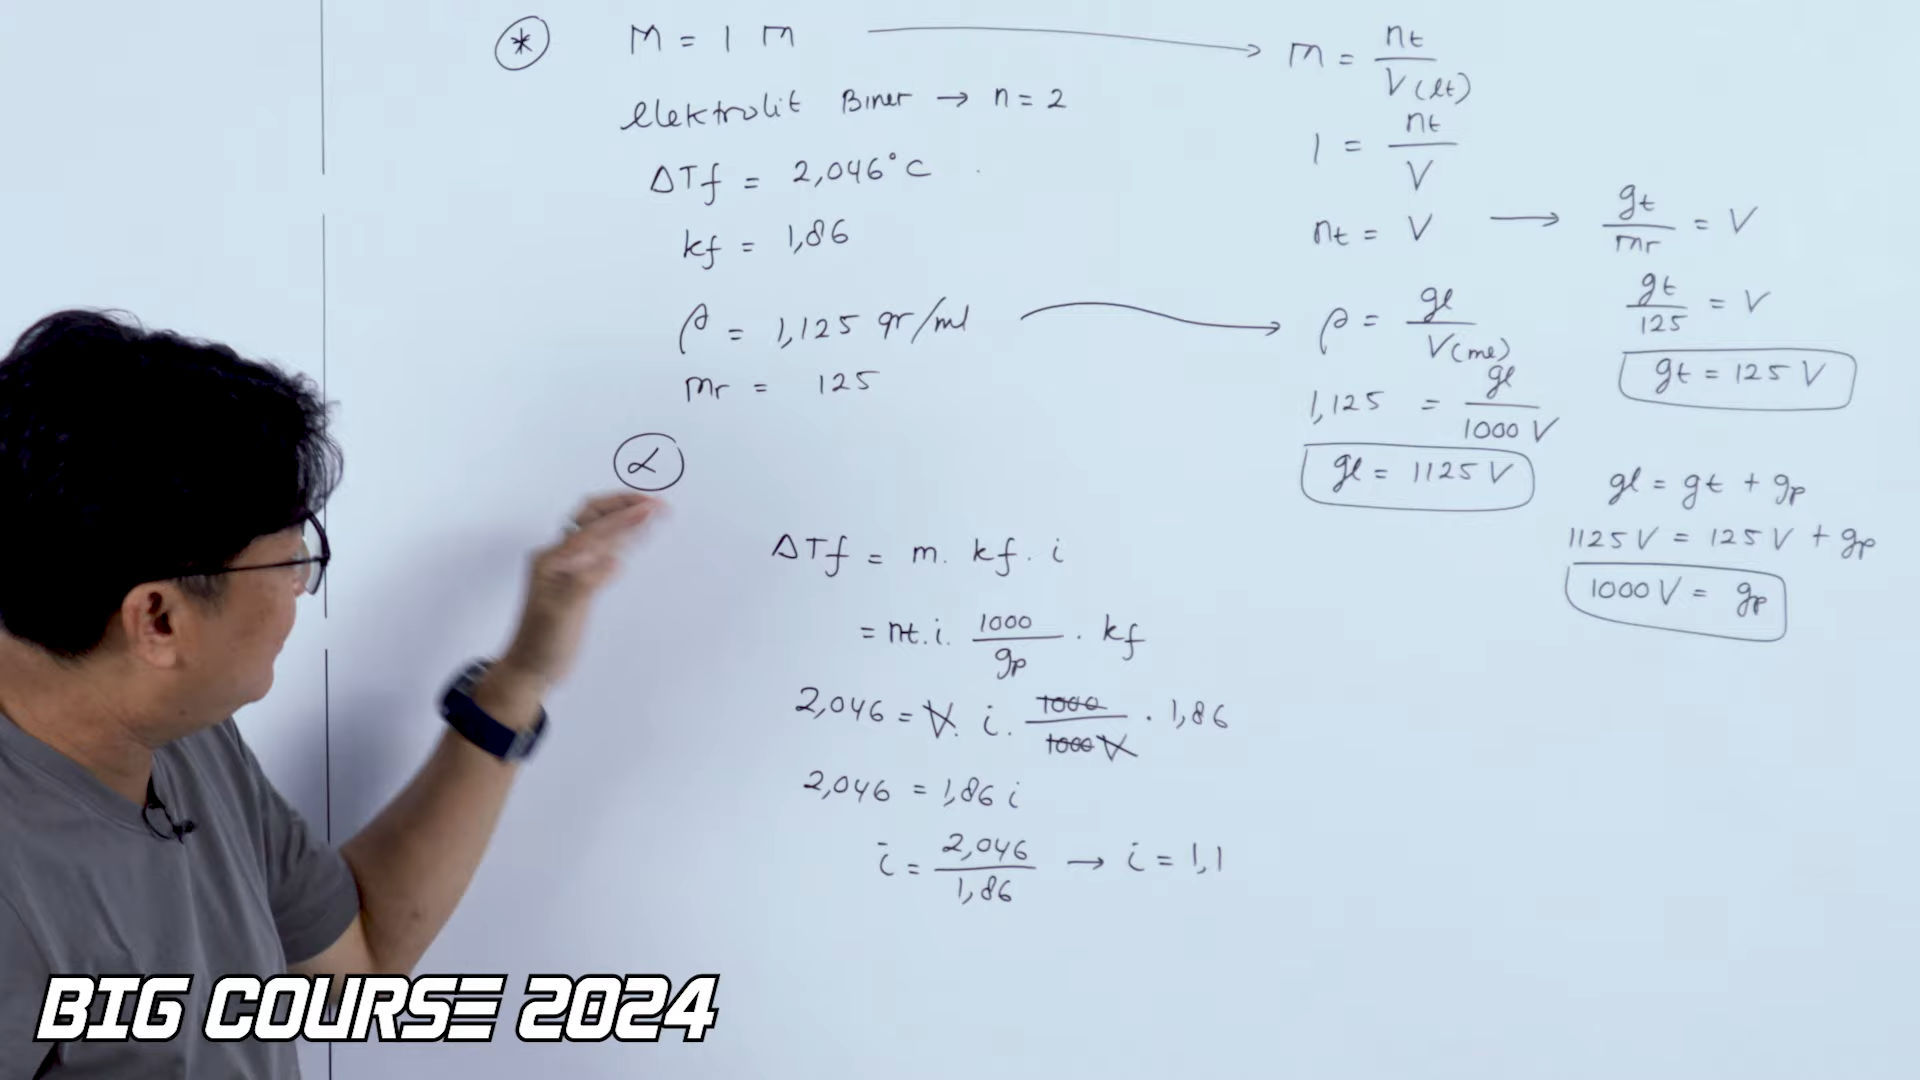 * M = 1 M
elektrolit Biner → n = 2
ΔTf = 2,046°C
kf = 1,86
ρ = 1,125 gr/ml
Mr = 125
α
ΔTf = m . kf . i
= nt . i . 1000/gp . kf
2,046 = V . i . 1000/1000 V . 1,86
2,046 = 1,86 i
i = 2,046/1,86 → i = 1,1
M = nt/V(lt)
1 = nt/V
nt = V → gt/Mr = V
gt/125 = V
gt = 125 V
ρ = gl/V(ml)
1,125 = gl/1000 V
gl = 1125 V
gl = gt + gp
1125 V = 125 V + gp
1000 V = gp
BIG COURSE 2024